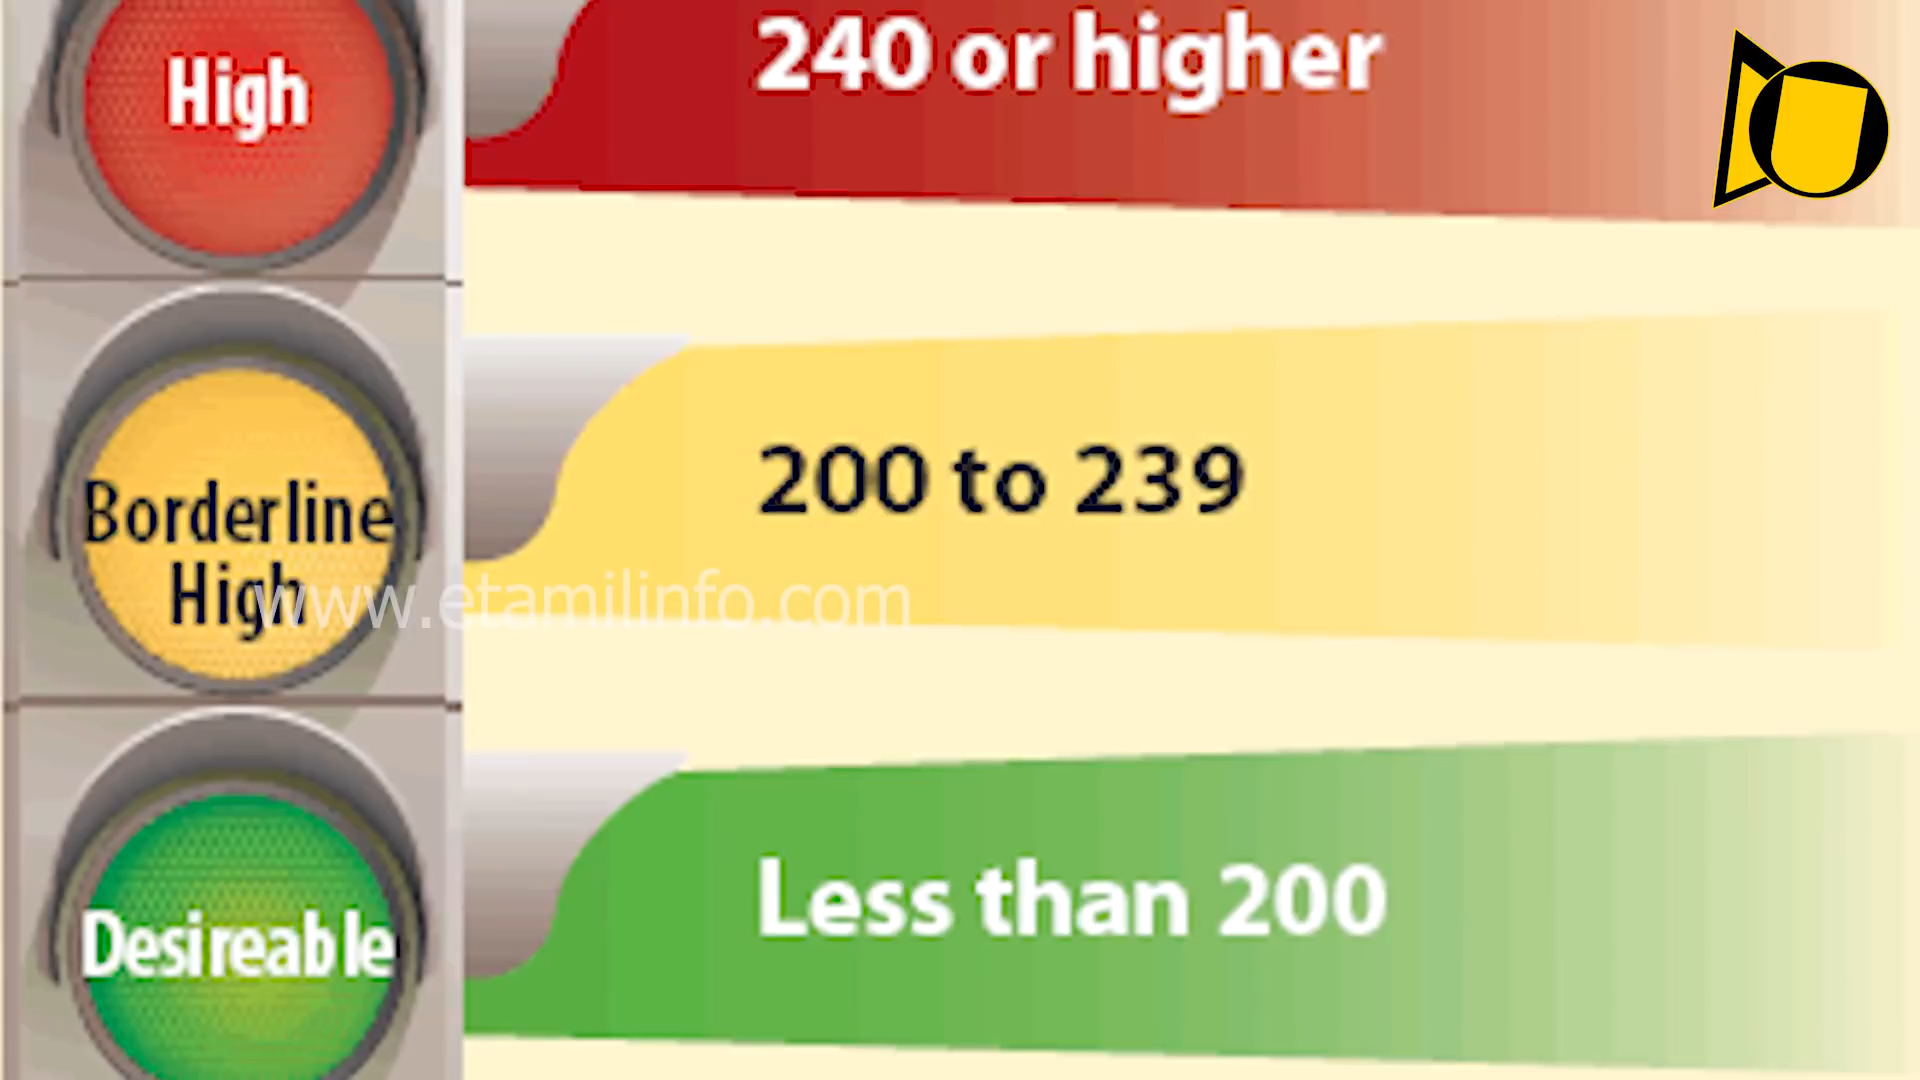 High
240 or higher
Borderline
High
200 to 239
www.etamilinfo.com
Desireable
Less than 200